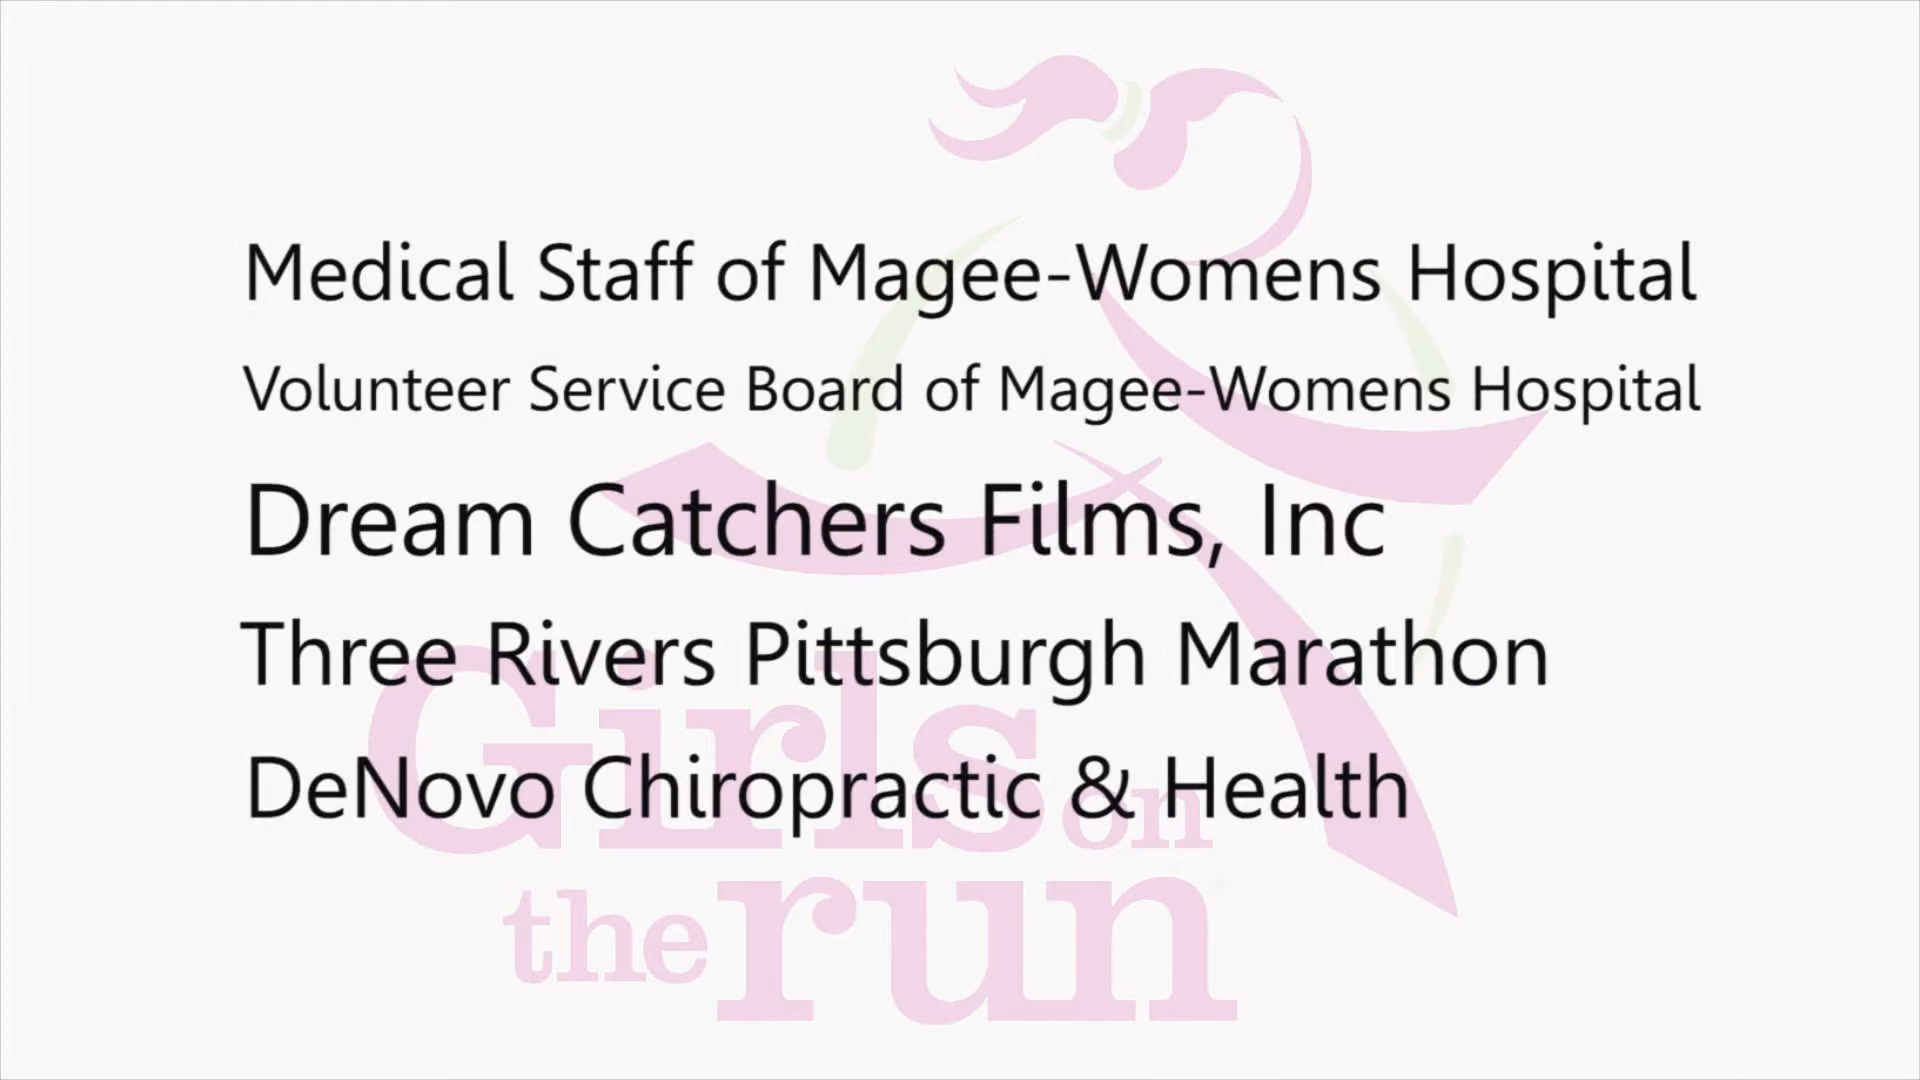 Medical Staff of Magee-Womens Hospital
Volunteer Service Board of Magee-Womens Hospital
Dream Catchers Films, Inc
Three Rivers Pittsburgh Marathon
DeNovo Chiropractic & Health
Girls on
the run